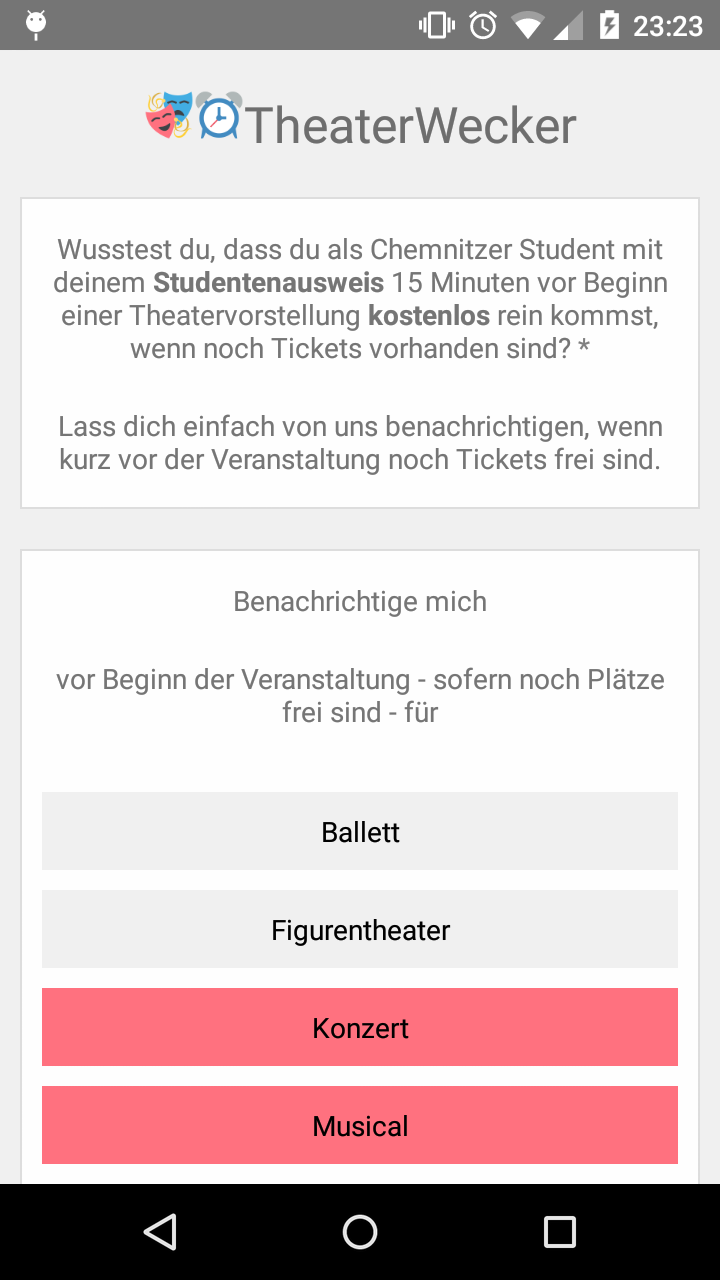 23:23
TheaterWecker
Wusstest du, dass du als Chemnitzer Student mit
deinem Studentenausweis 15 Minuten vor Beginn
einer Theatervorstellung kostenlos rein kommst,
wenn noch Tickets vorhanden sind? *
Lass dich einfach von uns benachrichtigen, wenn
kurz vor der Veranstaltung noch Tickets frei sind.
Benachrichtige mich
vor Beginn der Veranstaltung - sofern noch Plätze
frei sind - für
Ballett
Figurentheater
Konzert
Musical